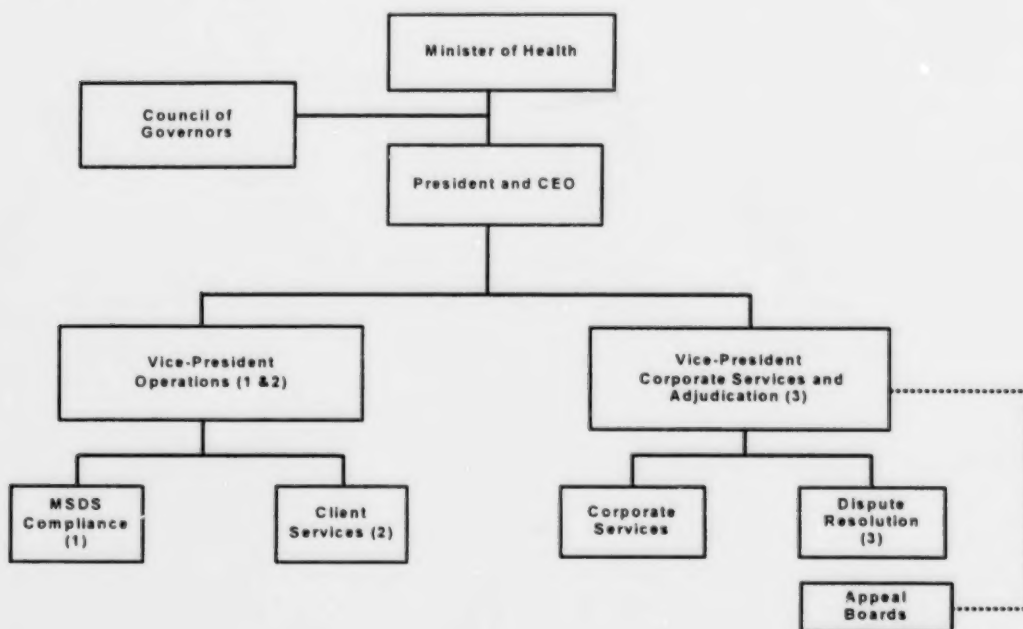 Minister of Health
Council of
Governors
President and CEO
Vice-President
Operations (1 &2)
Vice-President
Corporate Services and
Adjudication (3)
MSDS
Compliance
(1)
Client
Services (2)
Corporate
Services
Dispute
Resolution
(3)
Appeal
Boards